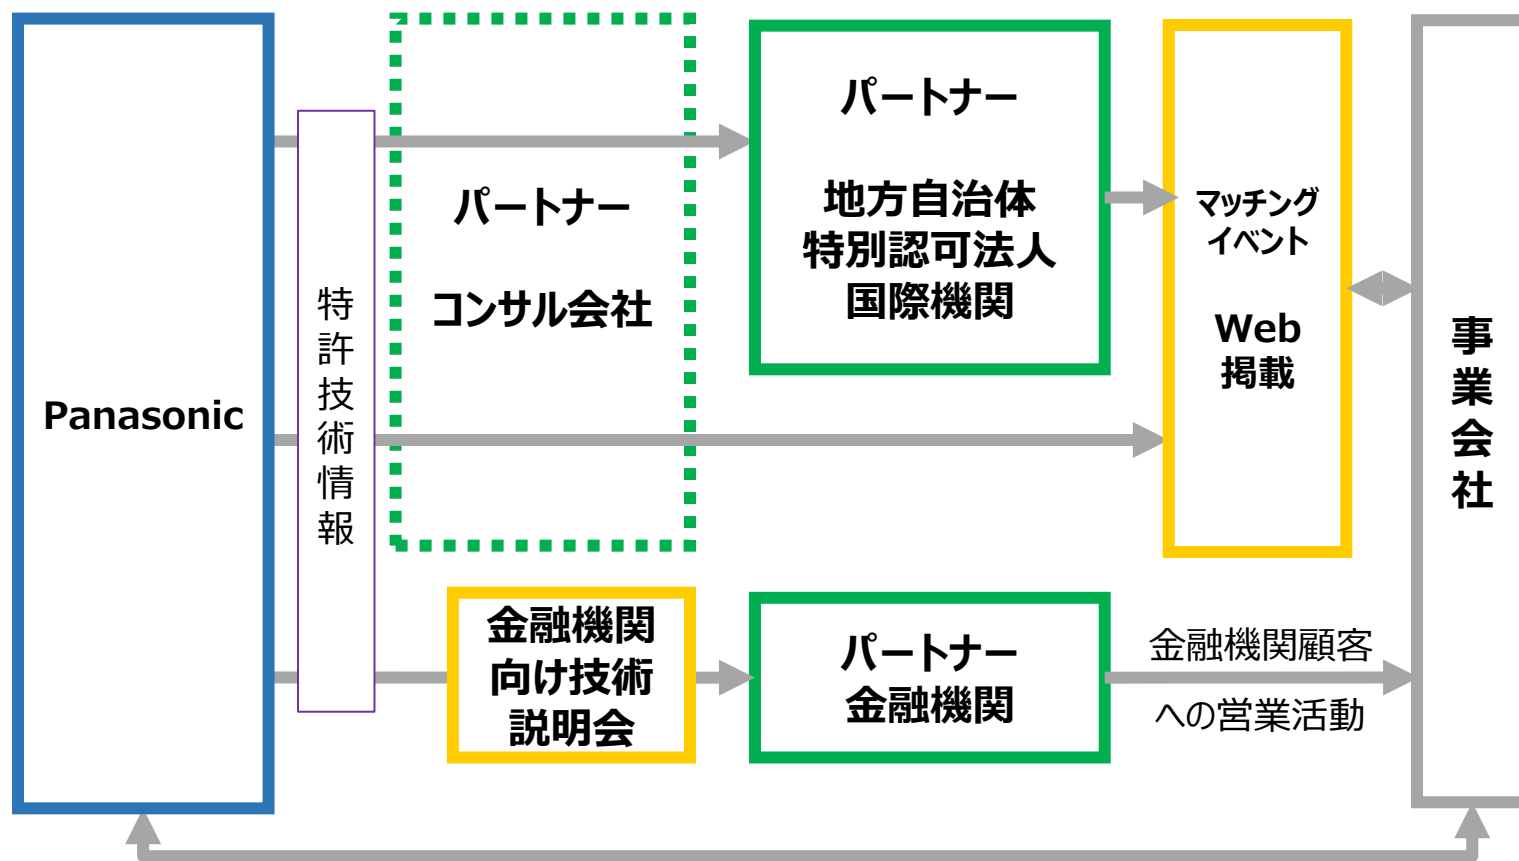 Panasonic
特許技術情報
パートナー
コンサル会社
パートナー
地方自治体
特別認可法人
国際機関
マッチング
イベント
Web
掲載
事業会社
金融機関
向け技術
説明会
パートナー
金融機関
金融機関顧客
への営業活動